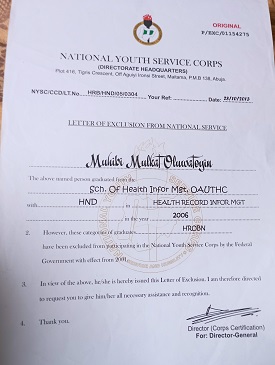 ORIGINAL
P/EXC/01154275
NATIONAL YOUTH SERVICE CORPS
(DIRECTORATE HEADQUARTERS)
Plot 416, Tigris Crescent, Off Aguiyi Ironsi Street, Maitama, P.M.B 138, Abuja.
NYSC/CCD/LT.No: HRB/HND/05/0304 Your Ref: Date: 23/10/2013
LETTER OF EXCLUSION FROM NATIONAL SERVICE
Muhibi Mulkat Oluwatoyin
The above named person graduated from the
Sch. Of Health Infor Mgt, OAUTHC
with HND in HEALTH RECORD INFOR. MGT
in the year 2006
2. However, these categories of graduates HRDBN
have been excluded from participating in the National Youth Service Corps by the Federal
Government with effect from 2001.
3. In view of the above, he/she is hereby issued this Letter of Exclusion. I am therefore directed
to request you to give him/her all necessary assistance and recognition.
4. Thank you.
Director (Corps Certification)
For: Director-General